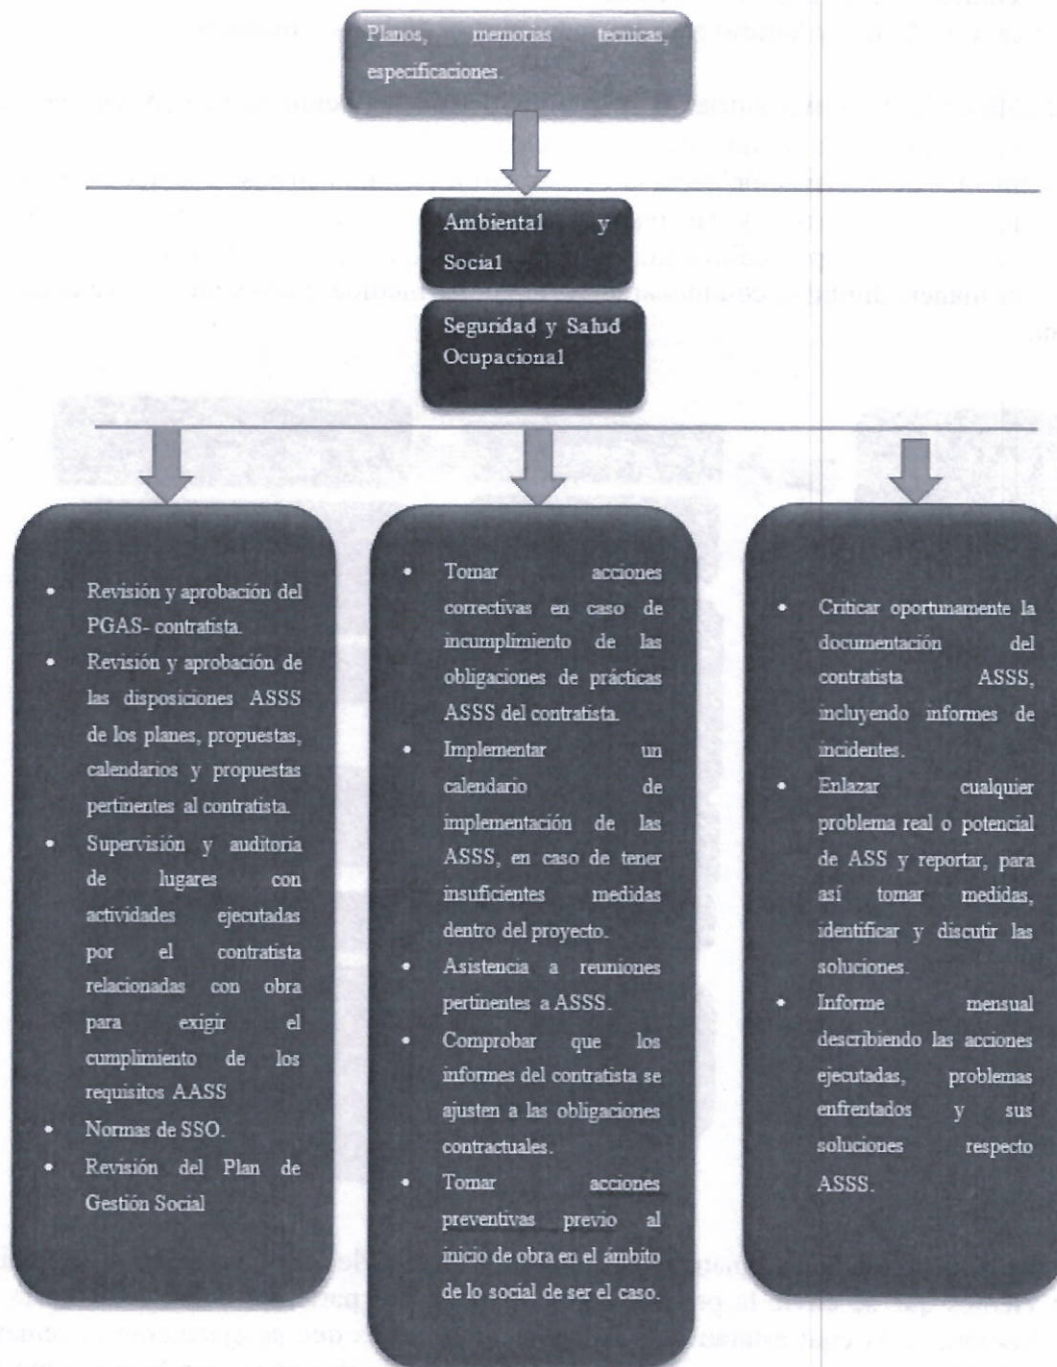 Planos, memorias técnicas,
especificaciones.
Ambiental y
Social
Seguridad y Salud
Ocupacional
• Revisión y aprobación del
PGAS- contratista.
• Revisión y aprobación de
las disposiciones ASSS
de los planes, propuestas,
calendarios y propuestas
pertinentes al contratista.
• Supervisión y auditoria
de lugares con
actividades ejecutadas
por el contratista
relacionadas con obra
para exigir el
cumplimiento de los
requisitos AASS
• Normas de SSO.
• Revisión del Plan de
Gestión Social
• Tomar acciones
correctivas en caso de
incumplimiento de las
obligaciones de prácticas
ASSS del contratista.
• Implementar un
calendario de
implementación de las
ASSS, en caso de tener
insuficientes medidas
dentro del proyecto.
• Asistencia a reuniones
pertinentes a ASSS.
• Comprobar que los
informes del contratista se
ajusten a las obligaciones
contractuales.
• Tomar acciones
preventivas previo al
inicio de obra en el ámbito
de lo social de ser el caso.
• Criticar oportunamente la
documentación del
contratista ASSS,
incluyendo informes de
incidentes.
• Enlazar cualquier
problema real o potencial
de ASS y reportar, para
así tomar medidas,
identificar y discutir las
soluciones.
• Informe mensual
describiendo las acciones
ejecutadas, problemas
enfrentados y sus
soluciones respecto
ASSS.